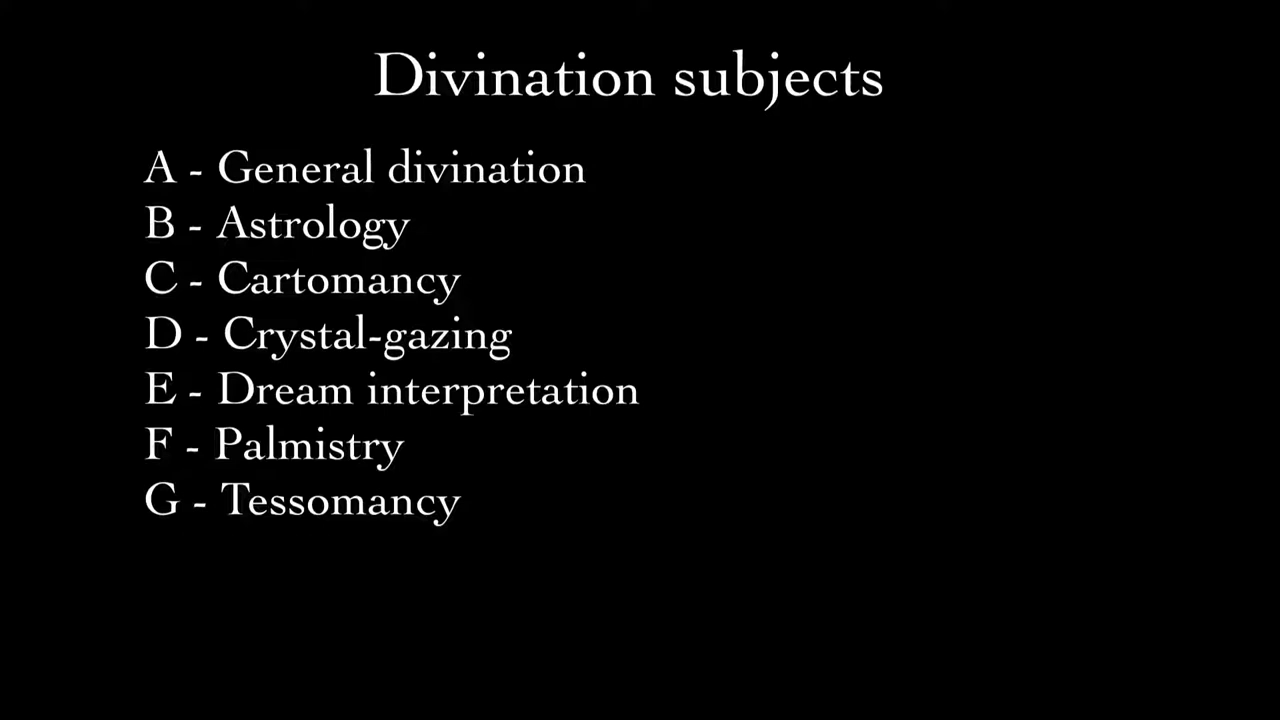 Divination subjects
A - General divination
B - Astrology
C - Cartomancy
D - Crystal-gazing
E - Dream interpretation
F - Palmistry
G - Tessomancy